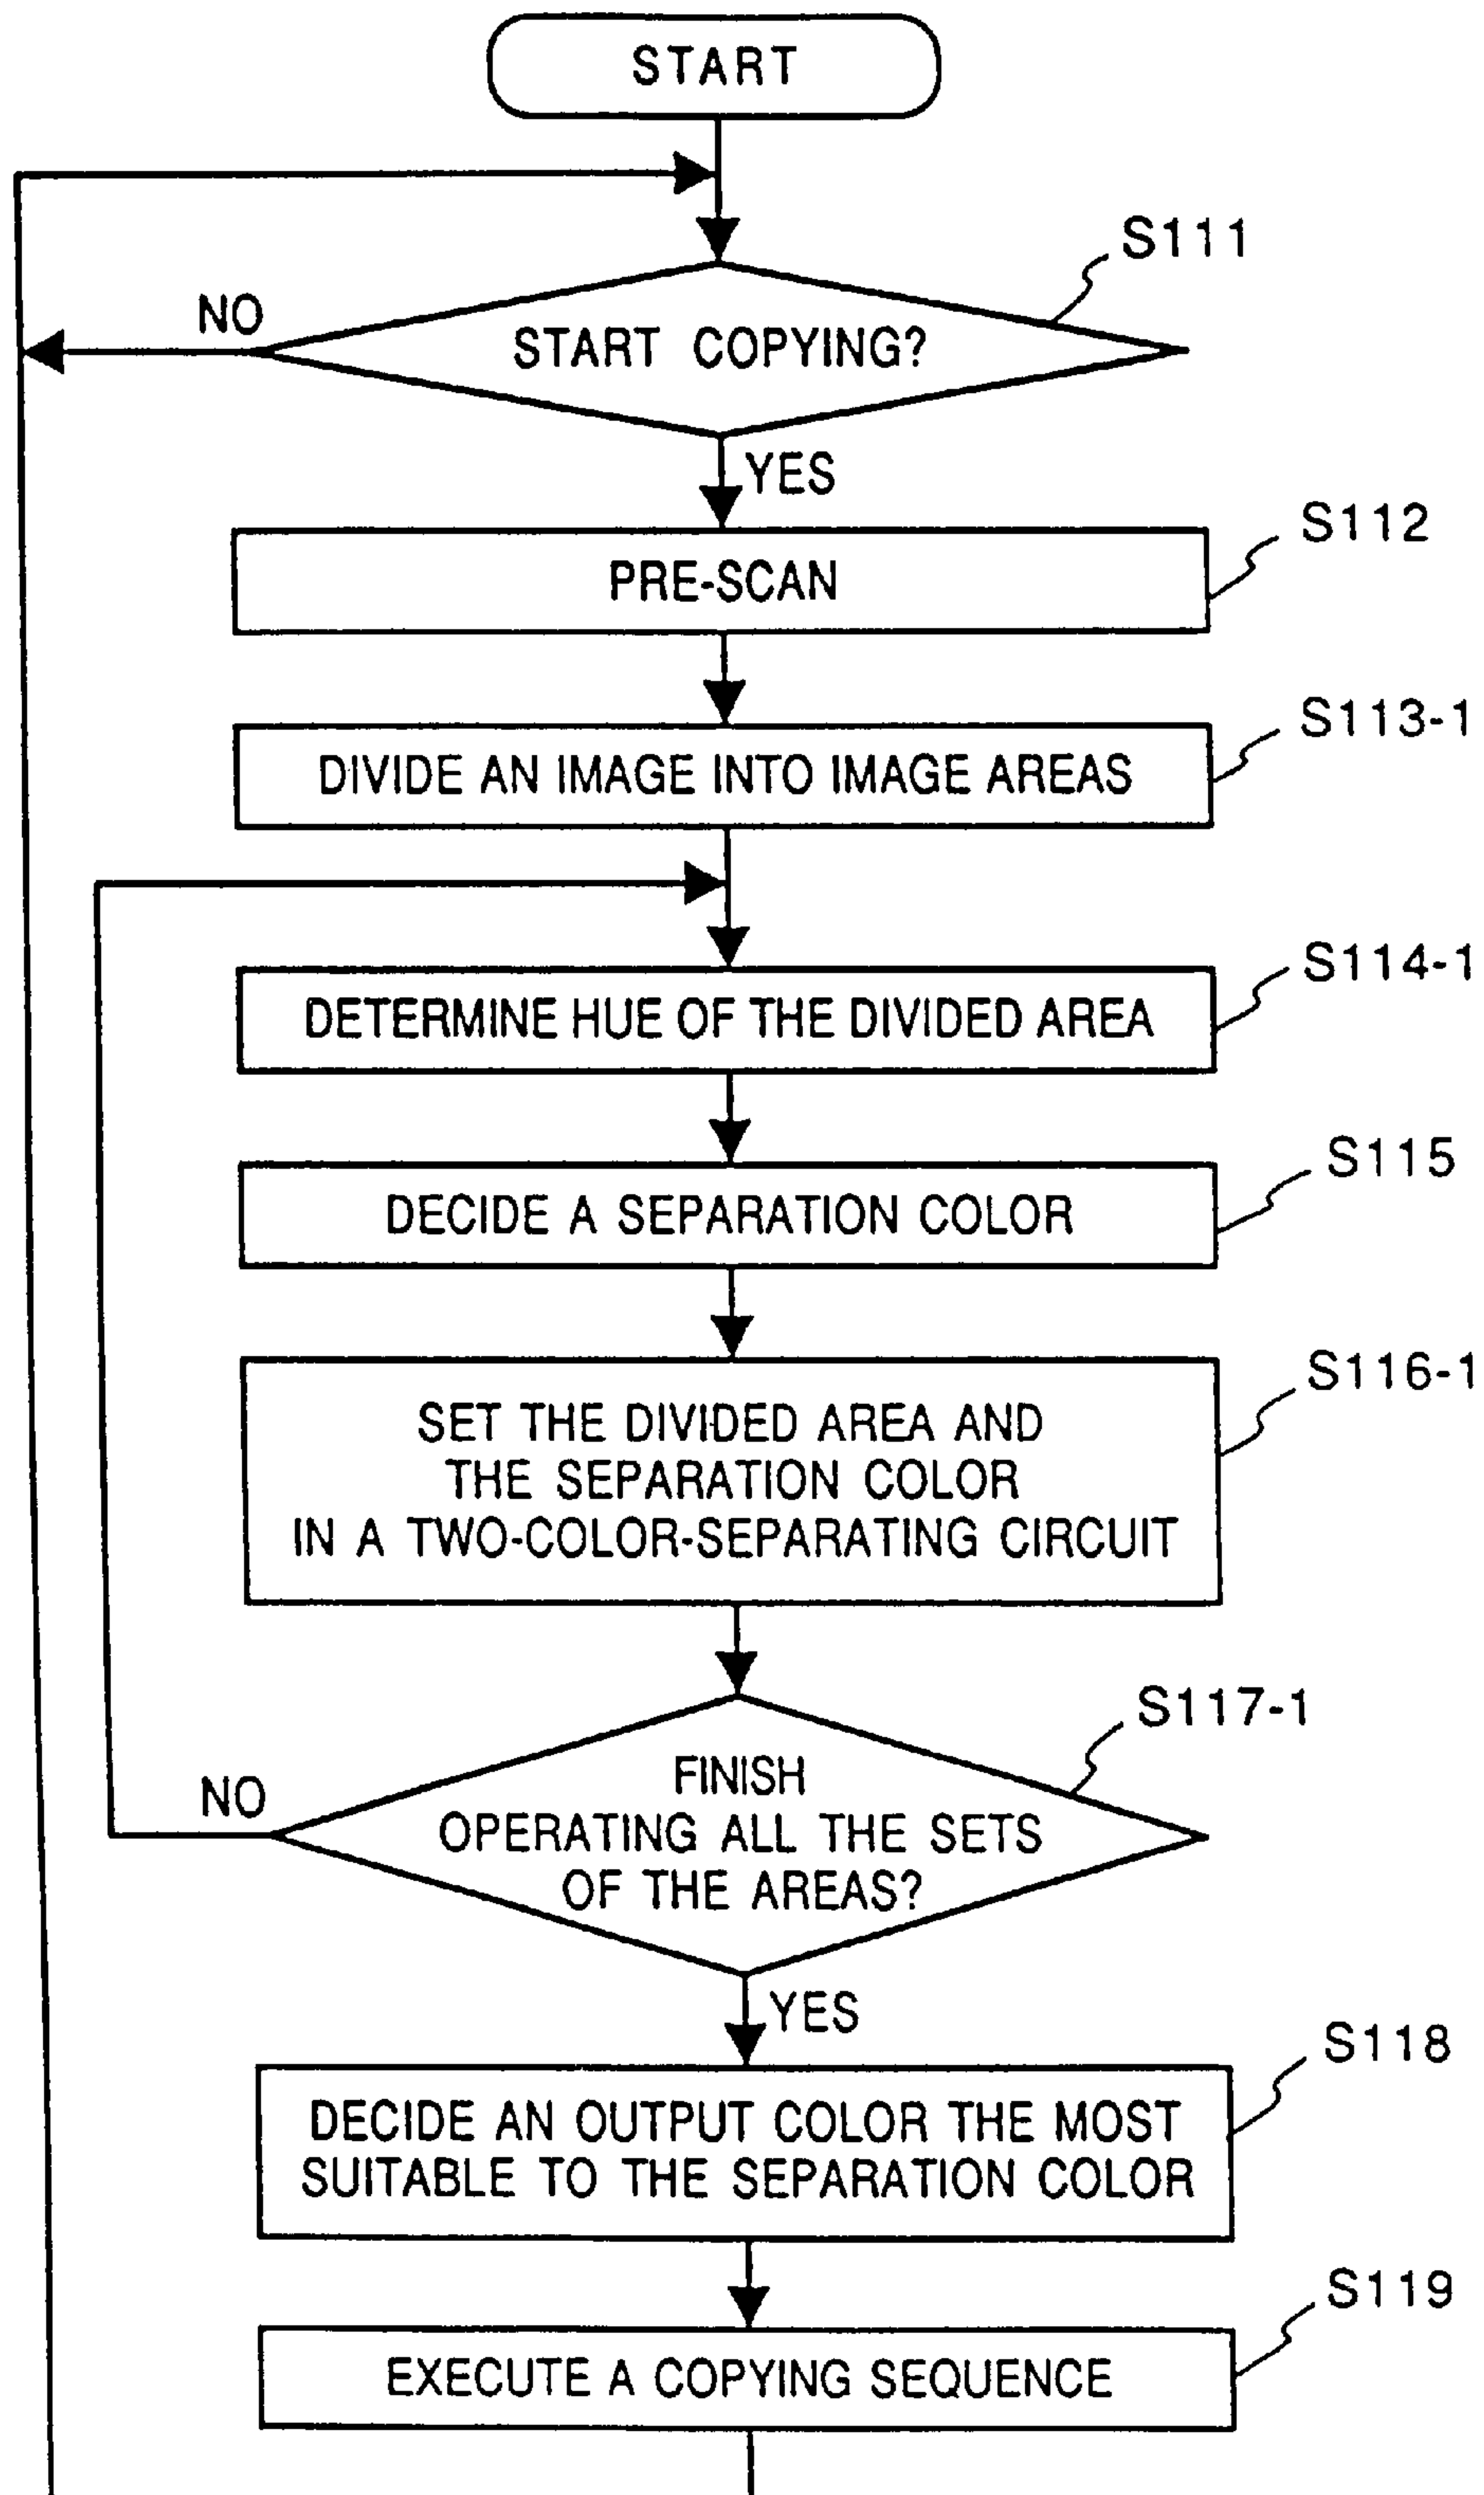 START
S111
NO
START COPYING?
YES
S112
PRE-SCAN
S113-1
DIVIDE AN IMAGE INTO IMAGE AREAS
S114-1
DETERMINE HUE OF THE DIVIDED AREA
S115
DECIDE A SEPARATION COLOR
S116-1
SET THE DIVIDED AREA AND
THE SEPARATION COLOR
IN A TWO-COLOR-SEPARATING CIRCUIT
S117-1
NO
FINISH
OPERATING ALL THE SETS
OF THE AREAS?
YES
S118
DECIDE AN OUTPUT COLOR THE MOST
SUITABLE TO THE SEPARATION COLOR
S119
EXECUTE A COPYING SEQUENCE